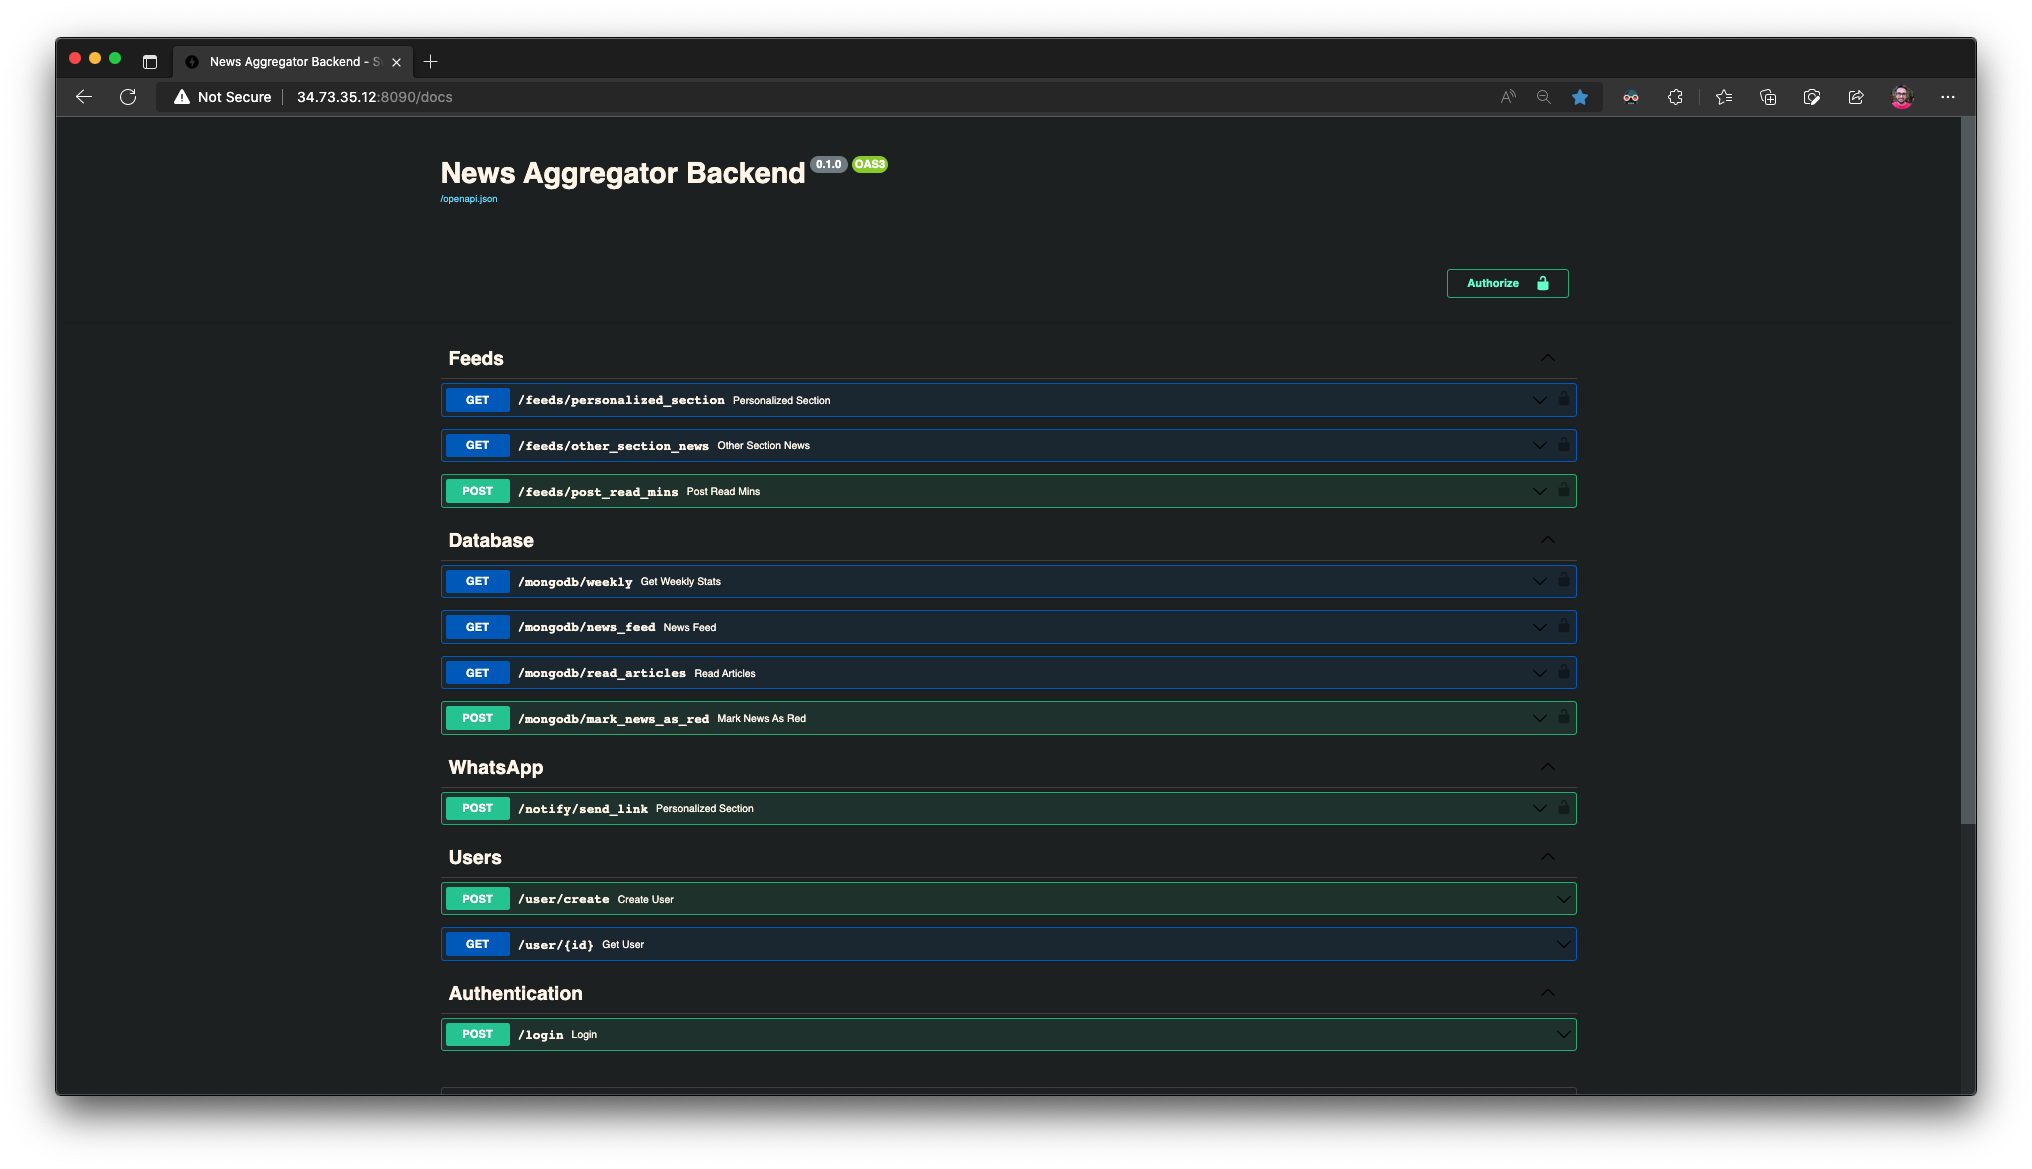 News Aggregator Backend - S
Not Secure 34.73.35.12:8090/docs
News Aggregator Backend 0.1.0 OAS3
/openapi.json
Authorize
Feeds
GET /feeds/personalized_section Personalized Section
GET /feeds/other_section_news Other Section News
POST /feeds/post_read_mins Post Read Mins
Database
GET /mongodb/weekly Get Weekly Stats
GET /mongodb/news_feed News Feed
GET /mongodb/read_articles Read Articles
POST /mongodb/mark_news_as_red Mark News As Red
WhatsApp
POST /notify/send_link Personalized Section
Users
POST /user/create Create User
GET /user/{id} Get User
Authentication
POST /login Login